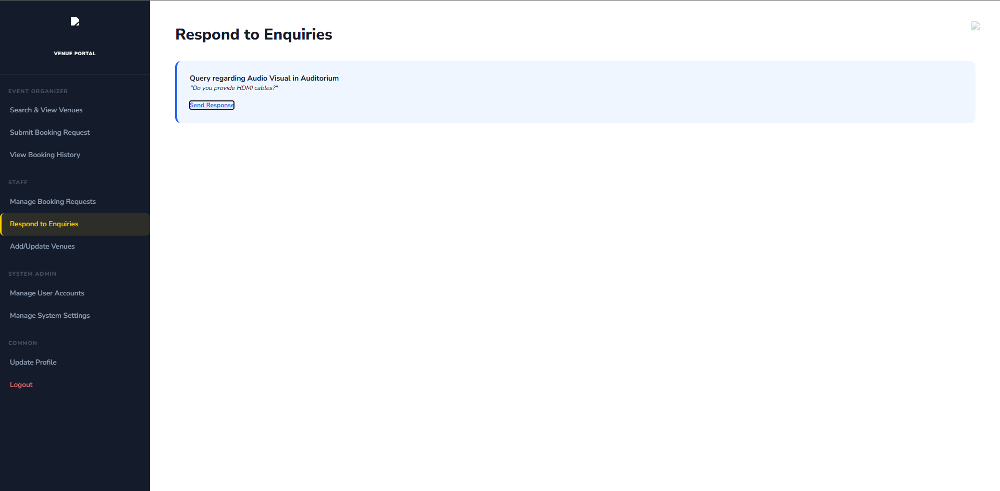 VENUE PORTAL
EVENT ORGANIZER
Search & View Venues
Submit Booking Request
View Booking History
STAFF
Manage Booking Requests
Respond to Enquiries
Add/Update Venues
SYSTEM ADMIN
Manage User Accounts
Manage System Settings
COMMON
Update Profile
Logout
Respond to Enquiries
Query regarding Audio Visual in Auditorium
"Do you provide HDMI cables?"
Send Response